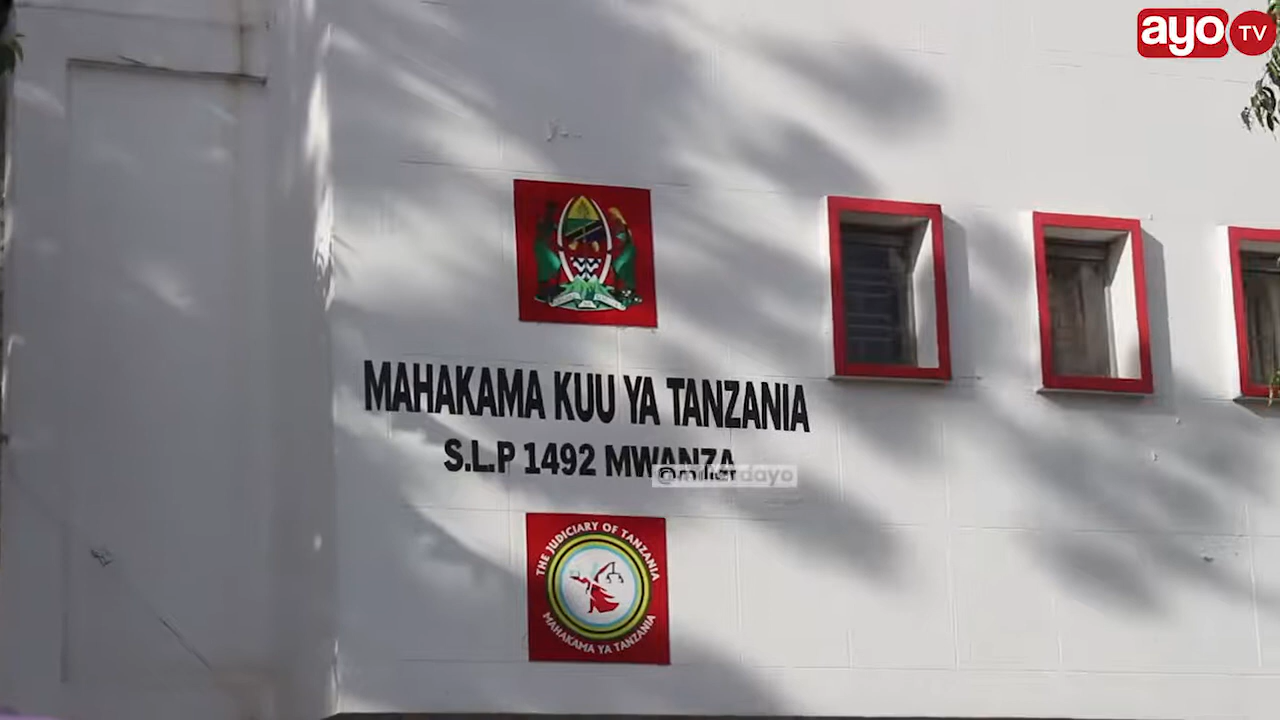 ayo TV
MAHAKAMA KUU YA TANZANIA
S.L.P 1492 MWANZA
THE JUDICIARY OF TANZANIA
MAHAKAMA YA TANZANIA